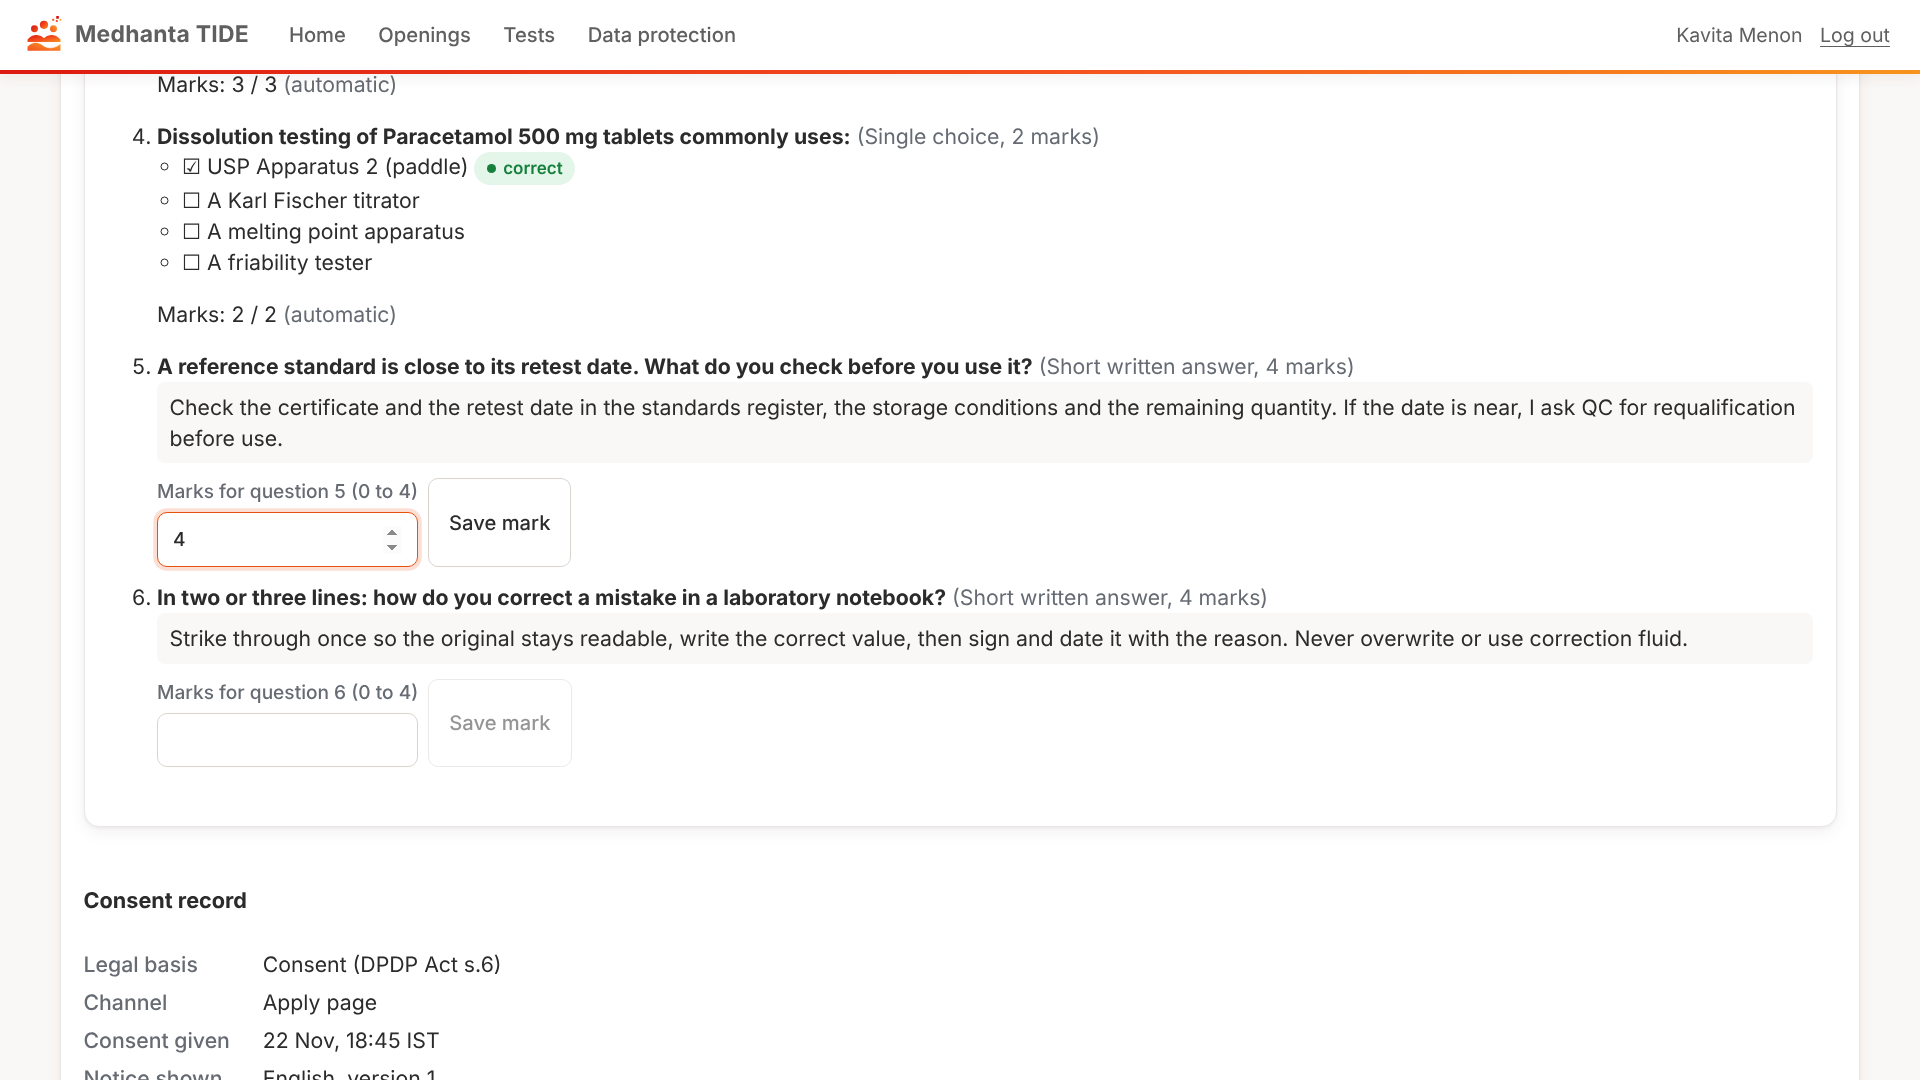 Medhanta TIDE Home Openings Tests Data protection Kavita Menon Log out
Marks: 3 / 3 (automatic)
4. Dissolution testing of Paracetamol 500 mg tablets commonly uses: (Single choice, 2 marks)
☑ USP Apparatus 2 (paddle) correct
☐ A Karl Fischer titrator
☐ A melting point apparatus
☐ A friability tester
Marks: 2 / 2 (automatic)
5. A reference standard is close to its retest date. What do you check before you use it? (Short written answer, 4 marks)
Check the certificate and the retest date in the standards register, the storage conditions and the remaining quantity. If the date is near, I ask QC for requalification
before use.
Marks for question 5 (0 to 4)
4
Save mark
6. In two or three lines: how do you correct a mistake in a laboratory notebook? (Short written answer, 4 marks)
Strike through once so the original stays readable, write the correct value, then sign and date it with the reason. Never overwrite or use correction fluid.
Marks for question 6 (0 to 4)
Save mark
Consent record
Legal basis Consent (DPDP Act s.6)
Channel Apply page
Consent given 22 Nov, 18:45 IST
Notice shown English, version 1